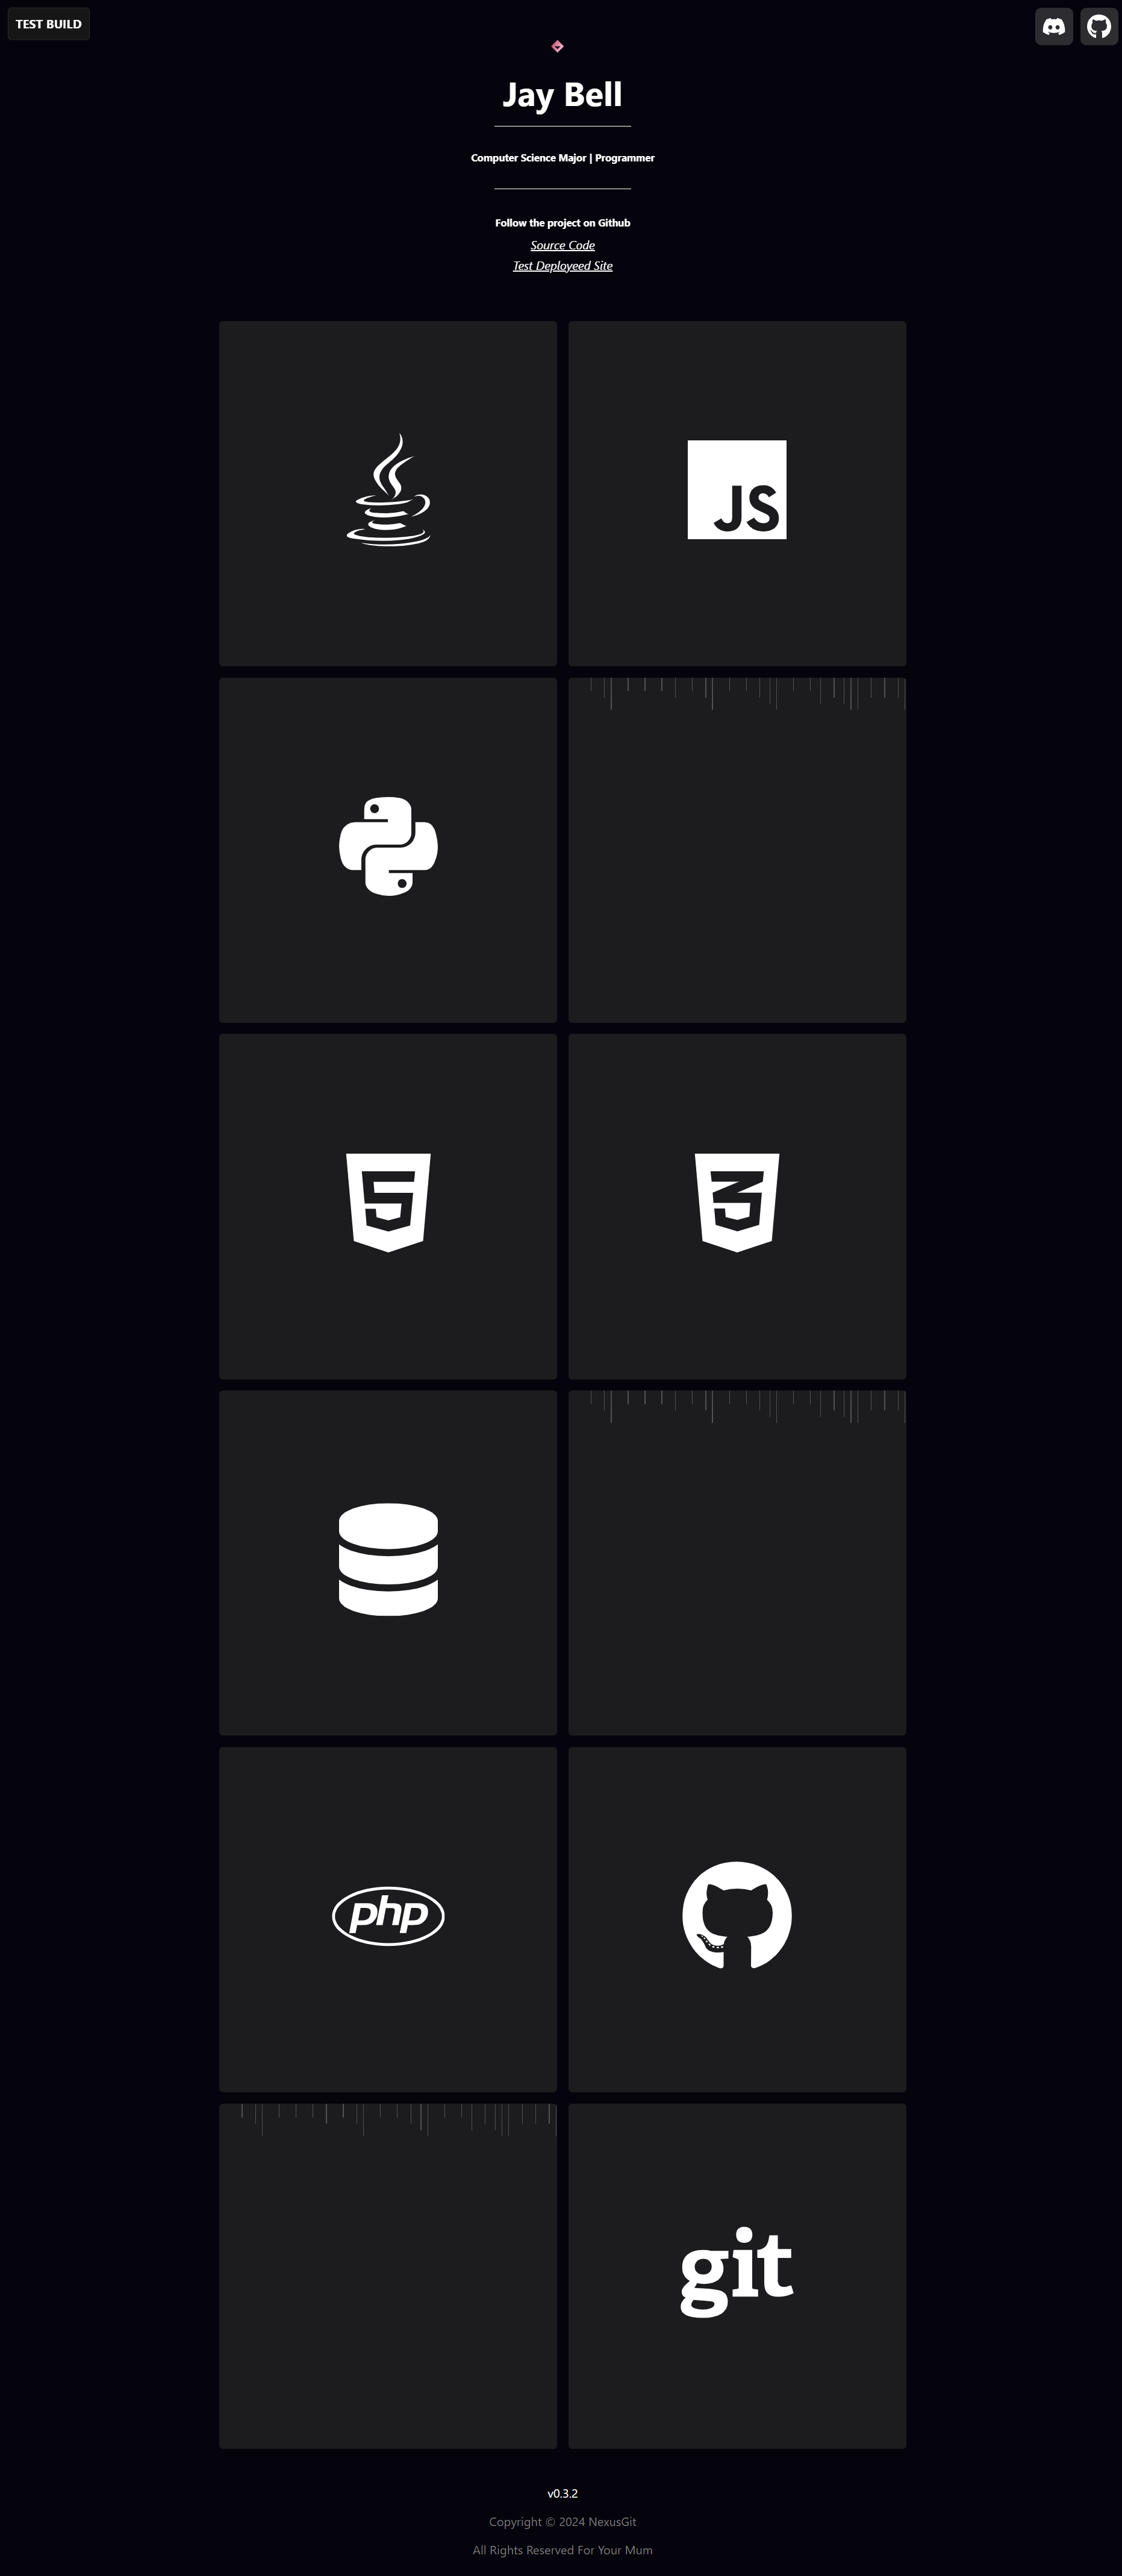 TEST BUILD
Jay Bell
Computer Science Major | Programmer
Follow the project on Github
Source Code
Test Deployeed Site
JS
php
git
v0.3.2
Copyright © 2024 NexusGit
All Rights Reserved For Your Mum